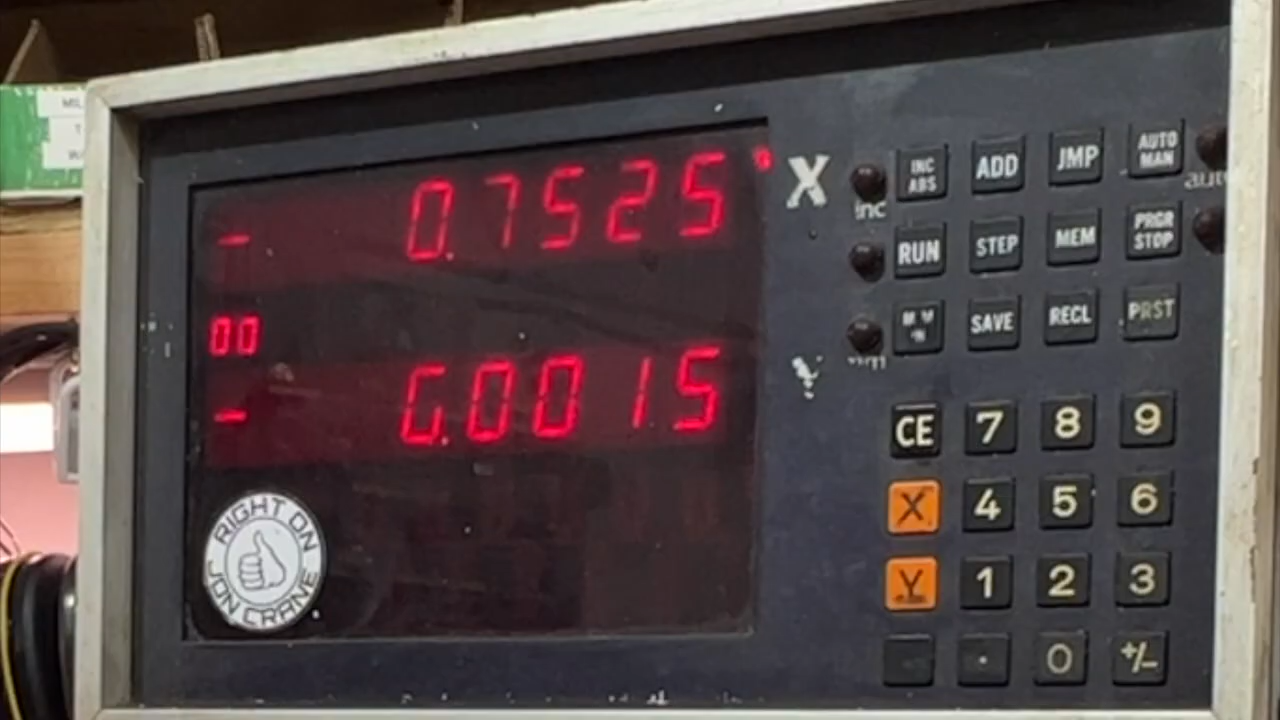 - 0.7525
X
00
- 0.0015
RIGHT ON
JON CRANE
inc
INC ABS
ADD
JMP
AUTO MAN
RUN
STEP
MEM
PRGR STOP
SAVE
RECL
PRST
CE 7 8 9
X 4 5 6
Y 1 2 3
. 0 +/-